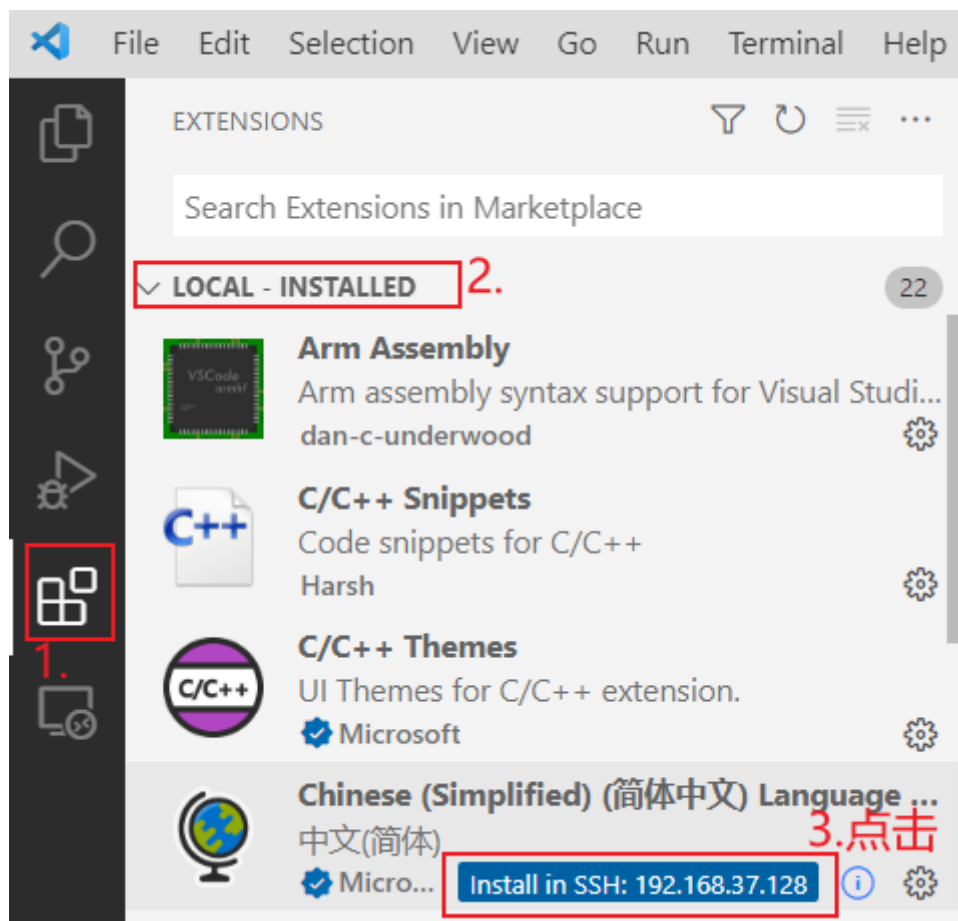 File Edit Selection View Go Run Terminal Help
EXTENSIONS
Search Extensions in Marketplace
LOCAL - INSTALLED 2. 22
VSCode
armhf
Arm Assembly
Arm assembly syntax support for Visual Studi...
dan-c-underwood
C++
C/C++ Snippets
Code snippets for C/C++
Harsh
C/C++
C/C++ Themes
UI Themes for C/C++ extension.
Microsoft
1.
Chinese (Simplified) (简体中文) Language ...
中文(简体)
3.点击
Micro... Install in SSH: 192.168.37.128